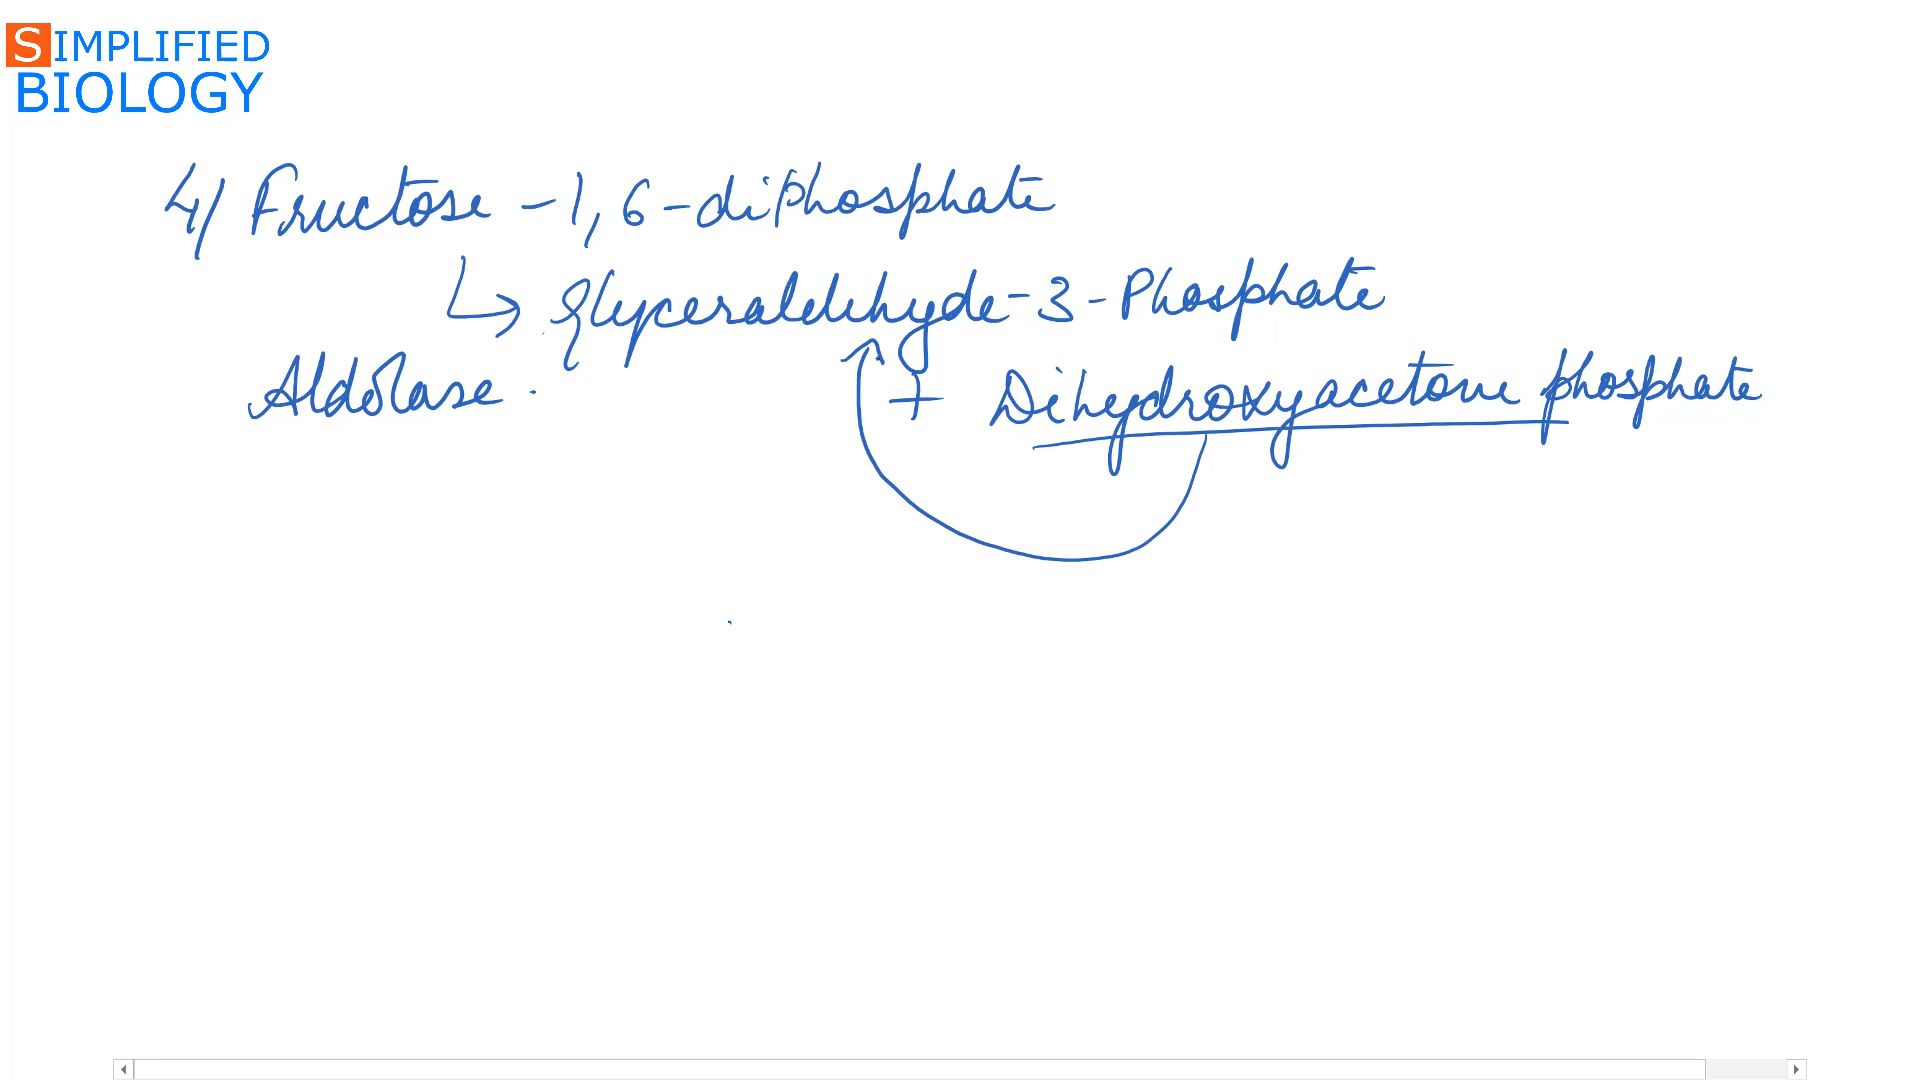 SIMPLIFIED
BIOLOGY
4) Fructose - 1, 6 - diphosphate
↳ Glyceraldehyde - 3 - Phosphate
Aldolase.
+ Dihydroxyacetone phosphate